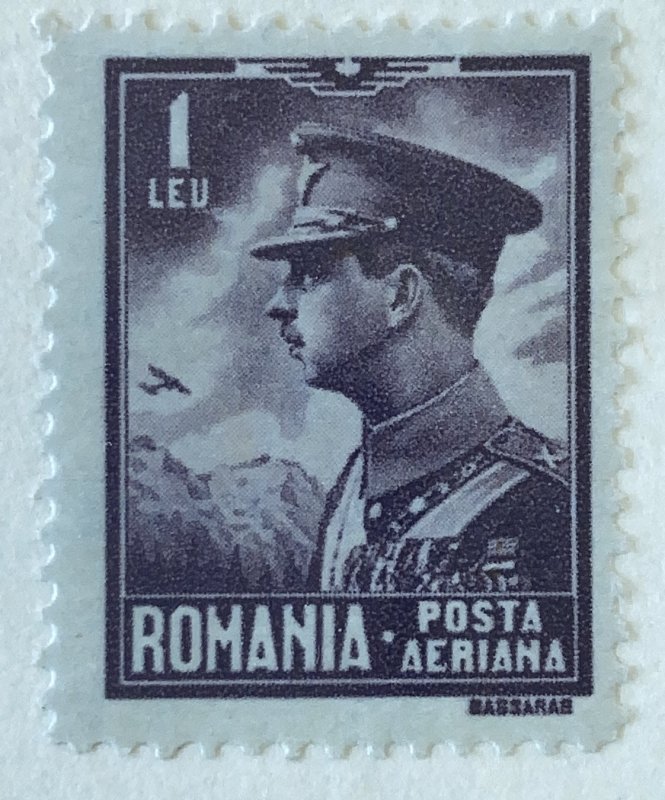 1
LEU
ROMANIA · POSTA
AERIANA
BASSARAB